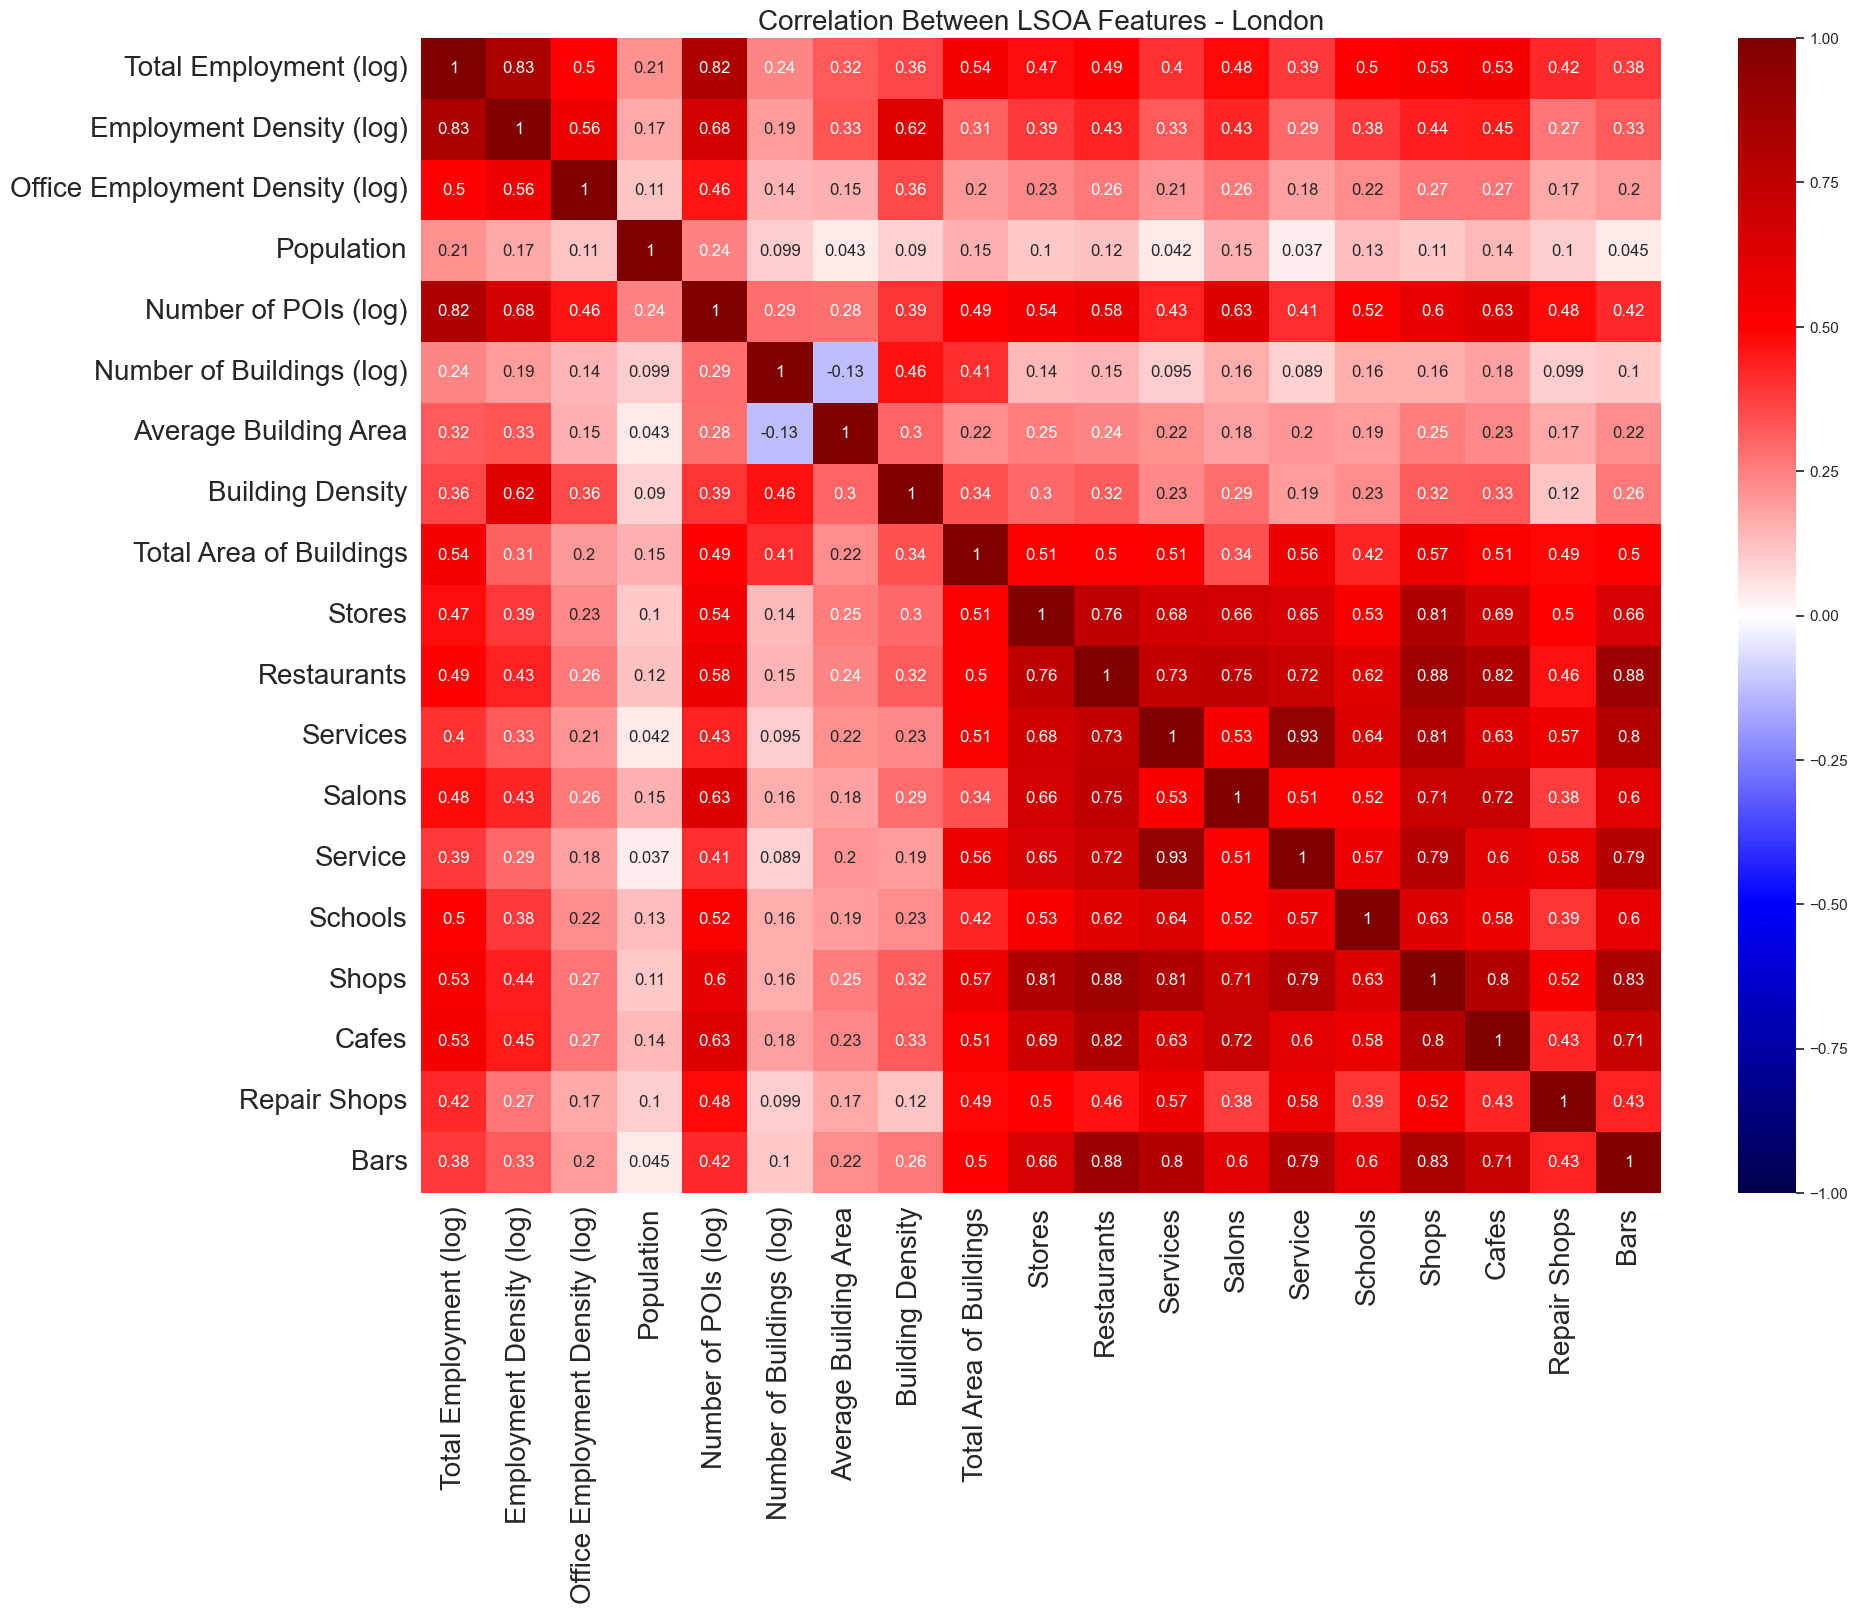 Correlation Between LSOA Features - London
Total Employment (log) 1 0.83 0.5 0.21 0.82 0.24 0.32 0.36 0.54 0.47 0.49 0.4 0.48 0.39 0.5 0.53 0.53 0.42 0.38
Employment Density (log) 0.83 1 0.56 0.17 0.68 0.19 0.33 0.62 0.31 0.39 0.43 0.33 0.43 0.29 0.38 0.44 0.45 0.27 0.33
Office Employment Density (log) 0.5 0.56 1 0.11 0.46 0.14 0.15 0.36 0.2 0.23 0.26 0.21 0.26 0.18 0.22 0.27 0.27 0.17 0.2
Population 0.21 0.17 0.11 1 0.24 0.099 0.043 0.09 0.15 0.1 0.12 0.042 0.15 0.037 0.13 0.11 0.14 0.1 0.045
Number of POIs (log) 0.82 0.68 0.46 0.24 1 0.29 0.28 0.39 0.49 0.54 0.58 0.43 0.63 0.41 0.52 0.6 0.63 0.48 0.42
Number of Buildings (log) 0.24 0.19 0.14 0.099 0.29 1 -0.13 0.46 0.41 0.14 0.15 0.095 0.16 0.089 0.16 0.16 0.18 0.099 0.1
Average Building Area 0.32 0.33 0.15 0.043 0.28 -0.13 1 0.3 0.22 0.25 0.24 0.22 0.18 0.2 0.19 0.25 0.23 0.17 0.22
Building Density 0.36 0.62 0.36 0.09 0.39 0.46 0.3 1 0.34 0.3 0.32 0.23 0.29 0.19 0.23 0.32 0.33 0.12 0.26
Total Area of Buildings 0.54 0.31 0.2 0.15 0.49 0.41 0.22 0.34 1 0.51 0.5 0.51 0.34 0.56 0.42 0.57 0.51 0.49 0.5
Stores 0.47 0.39 0.23 0.1 0.54 0.14 0.25 0.3 0.51 1 0.76 0.68 0.66 0.65 0.53 0.81 0.69 0.5 0.66
Restaurants 0.49 0.43 0.26 0.12 0.58 0.15 0.24 0.32 0.5 0.76 1 0.73 0.75 0.72 0.62 0.88 0.82 0.46 0.88
Services 0.4 0.33 0.21 0.042 0.43 0.095 0.22 0.23 0.51 0.68 0.73 1 0.53 0.93 0.64 0.81 0.63 0.57 0.8
Salons 0.48 0.43 0.26 0.15 0.63 0.16 0.18 0.29 0.34 0.66 0.75 0.53 1 0.51 0.52 0.71 0.72 0.38 0.6
Service 0.39 0.29 0.18 0.037 0.41 0.089 0.2 0.19 0.56 0.65 0.72 0.93 0.51 1 0.57 0.79 0.6 0.58 0.79
Schools 0.5 0.38 0.22 0.13 0.52 0.16 0.19 0.23 0.42 0.53 0.62 0.64 0.52 0.57 1 0.63 0.58 0.39 0.6
Shops 0.53 0.44 0.27 0.11 0.6 0.16 0.25 0.32 0.57 0.81 0.88 0.81 0.71 0.79 0.63 1 0.8 0.52 0.83
Cafes 0.53 0.45 0.27 0.14 0.63 0.18 0.23 0.33 0.51 0.69 0.82 0.63 0.72 0.6 0.58 0.8 1 0.43 0.71
Repair Shops 0.42 0.27 0.17 0.1 0.48 0.099 0.17 0.12 0.49 0.5 0.46 0.57 0.38 0.58 0.39 0.52 0.43 1 0.43
Bars 0.38 0.33 0.2 0.045 0.42 0.1 0.22 0.26 0.5 0.66 0.88 0.8 0.6 0.79 0.6 0.83 0.71 0.43 1
Total Employment (log)
Employment Density (log)
Office Employment Density (log)
Population
Number of POIs (log)
Number of Buildings (log)
Average Building Area
Building Density
Total Area of Buildings
Stores
Restaurants
Services
Salons
Service
Schools
Shops
Cafes
Repair Shops
Bars
1.00
0.75
0.50
0.25
0.00
−0.25
−0.50
−0.75
−1.00